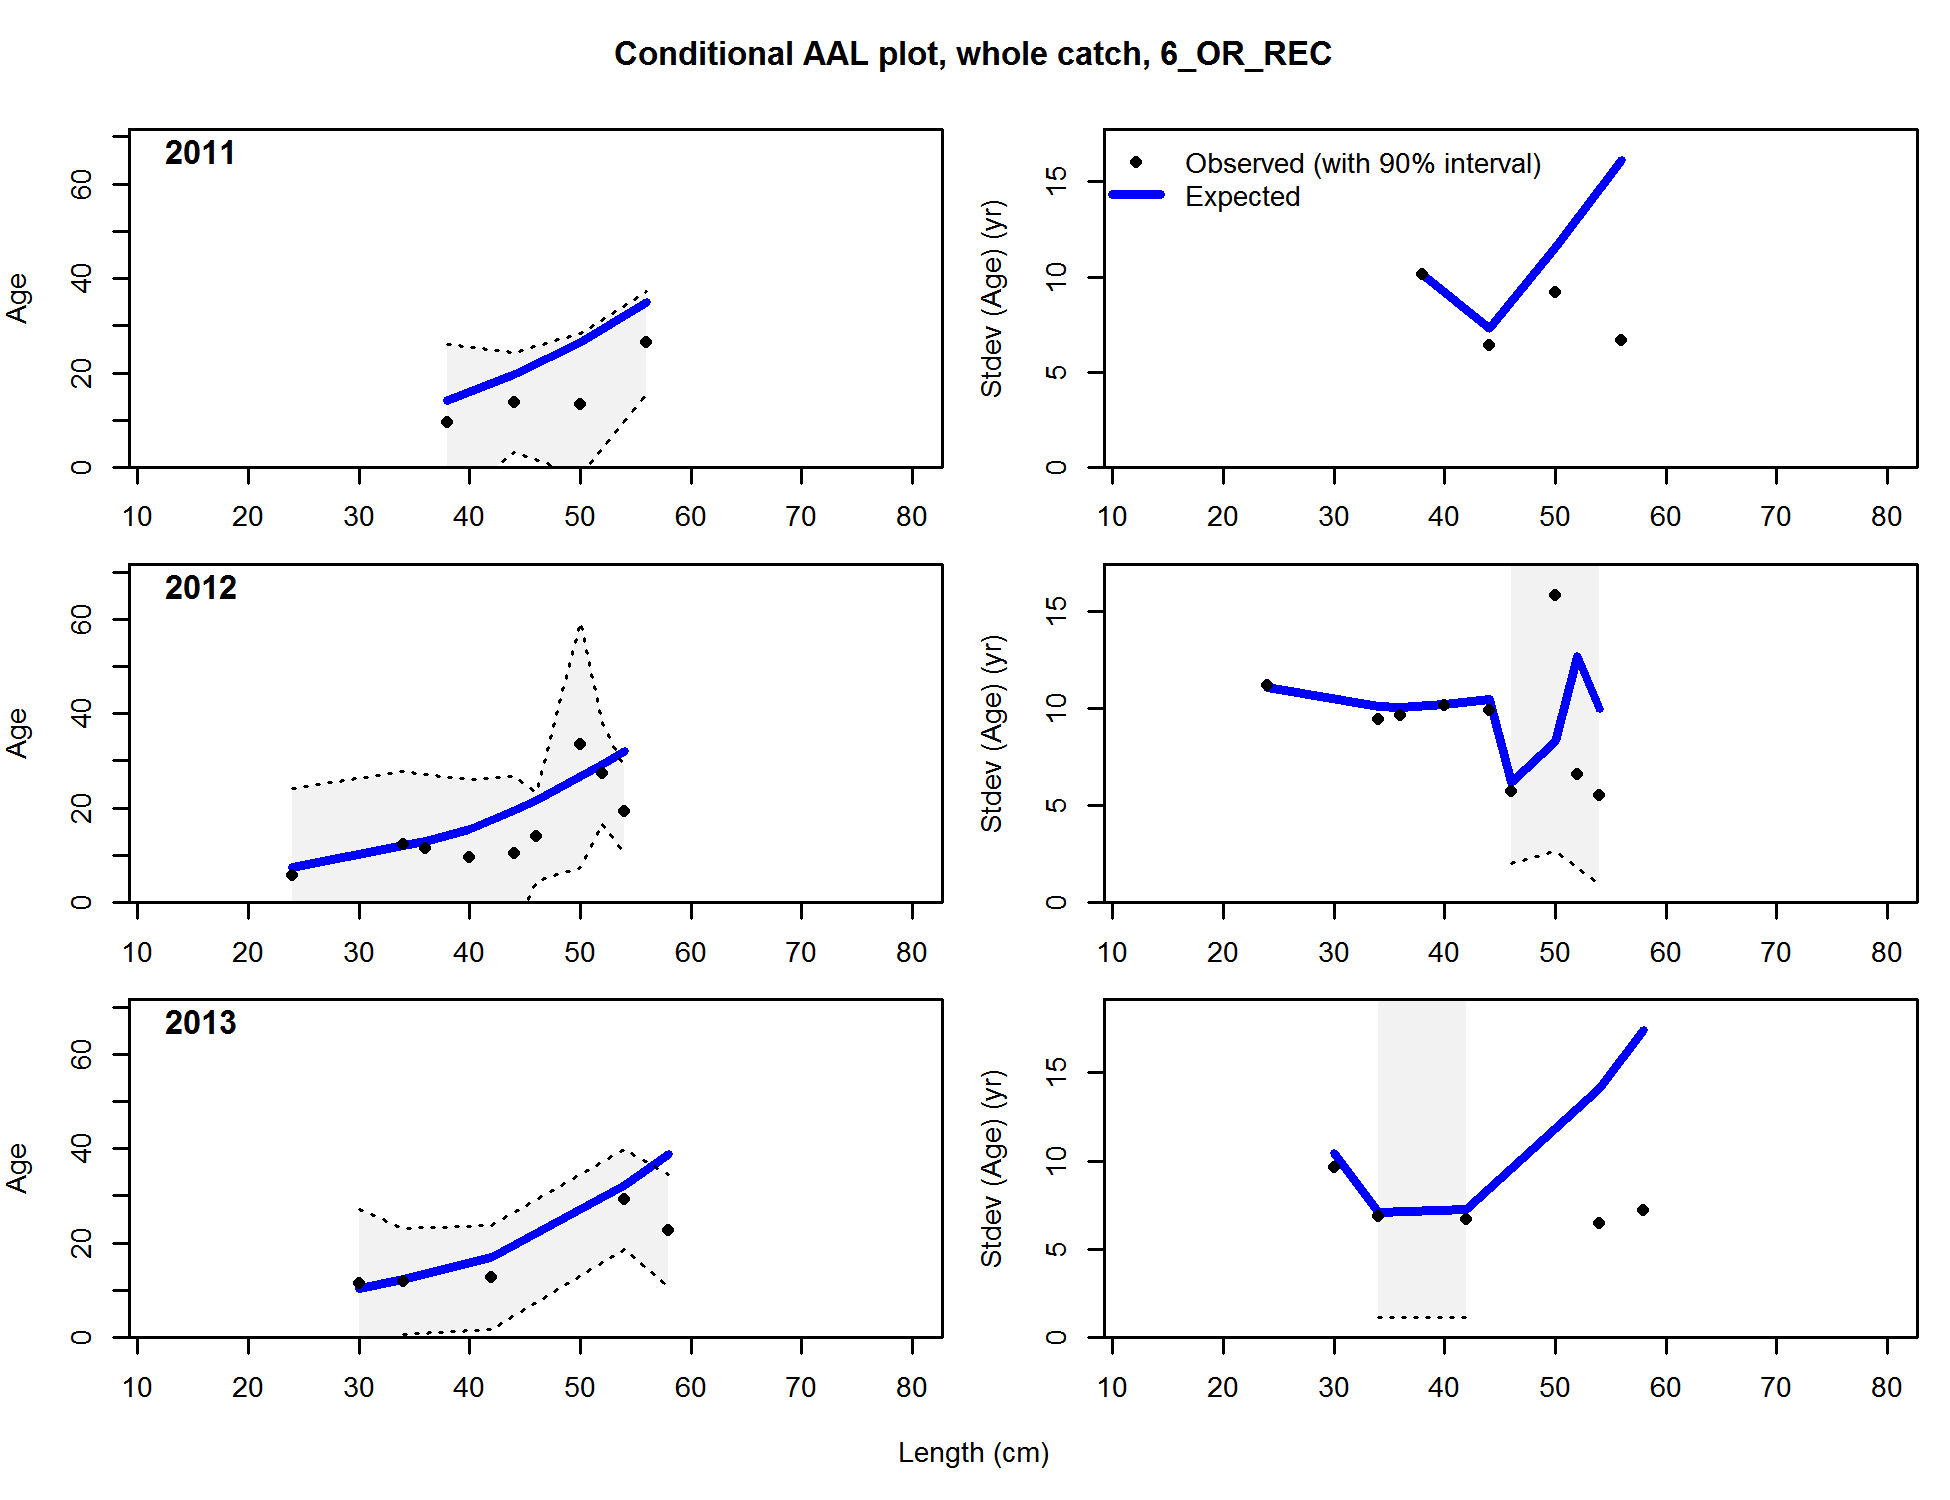 Conditional AAL plot, whole catch, 6_OR_REC
2011
Age
0 20 40 60
10 20 30 40 50 60 70 80
Observed (with 90% interval)
Expected
Stdev (Age) (yr)
0 5 10 15
10 20 30 40 50 60 70 80
2012
Age
0 20 40 60
10 20 30 40 50 60 70 80
Stdev (Age) (yr)
0 5 10 15
10 20 30 40 50 60 70 80
2013
Age
0 20 40 60
10 20 30 40 50 60 70 80
Stdev (Age) (yr)
0 5 10 15
10 20 30 40 50 60 70 80
Length (cm)